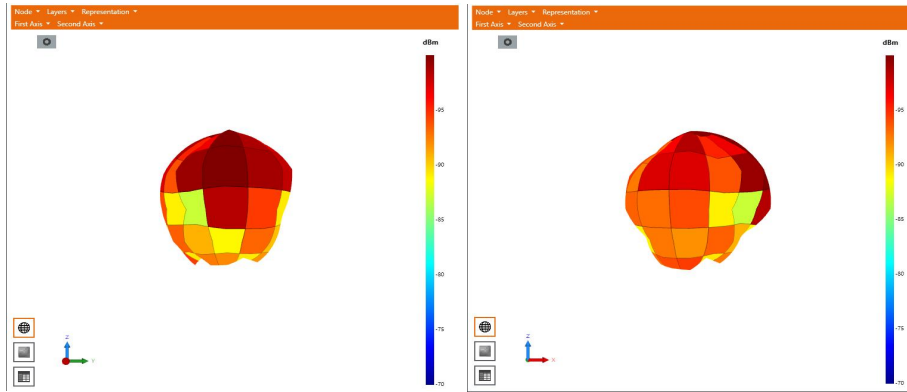 Node Layers Representation
First Axis Second Axis
dBm
-95
-90
-85
-80
-75
-70
Z
Y
Node Layers Representation
First Axis Second Axis
dBm
-95
-90
-85
-80
-75
-70
Z
X